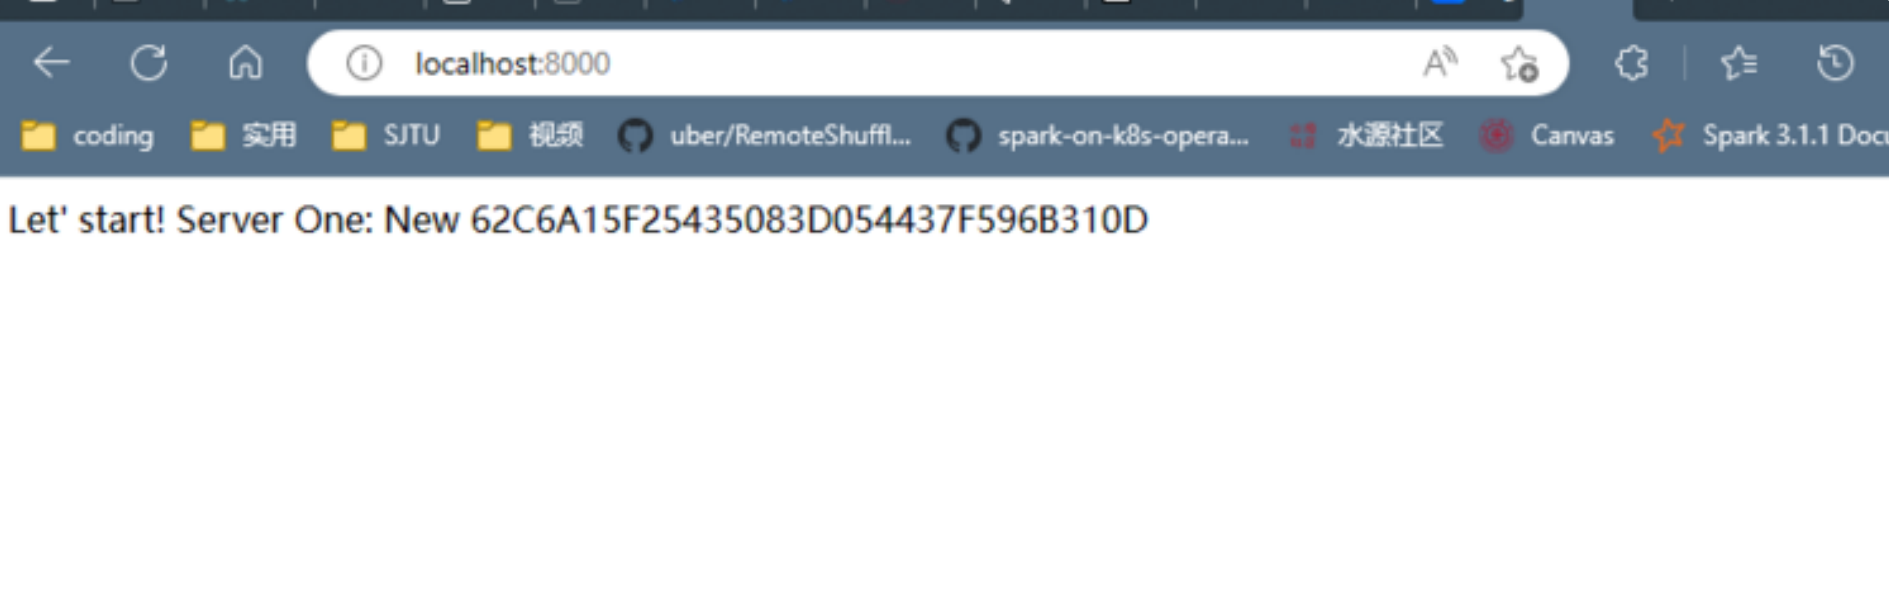 localhost:8000
coding 实用 SJTU 视频 uber/RemoteShuffl... spark-on-k8s-opera... 水源社区 Canvas Spark 3.1.1 Docu
Let' start! Server One: New 62C6A15F25435083D054437F596B310D